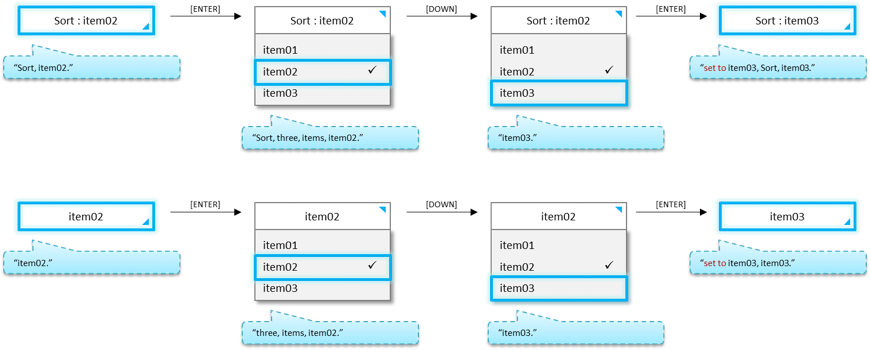 Sort : item02
[ENTER]
Sort : item02
[DOWN]
Sort : item02
[ENTER]
Sort : item03
item01
item02 ✓
item03
item01
item02 ✓
item03
“Sort, item02.”
“Sort, three, items, item02.”
“item03.”
“set to item03, Sort, item03.”
item02
[ENTER]
item02
[DOWN]
item02
[ENTER]
item03
item01
item02 ✓
item03
item01
item02 ✓
item03
“item02.”
“three, items, item02.”
“item03.”
“set to item03, item03.”